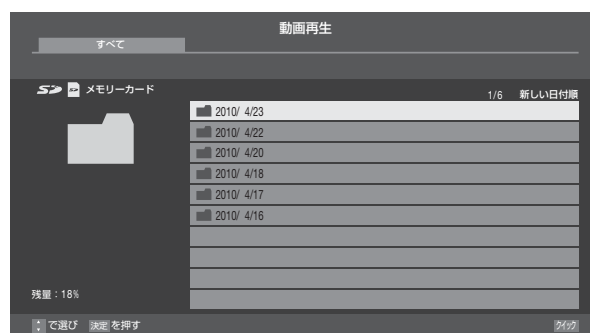 動画再生
すべて
SD メモリーカード
1/6 新しい日付順
2010/ 4/23
2010/ 4/22
2010/ 4/20
2010/ 4/18
2010/ 4/17
2010/ 4/16
残量：18%
で選び 決定 を押す
クイック